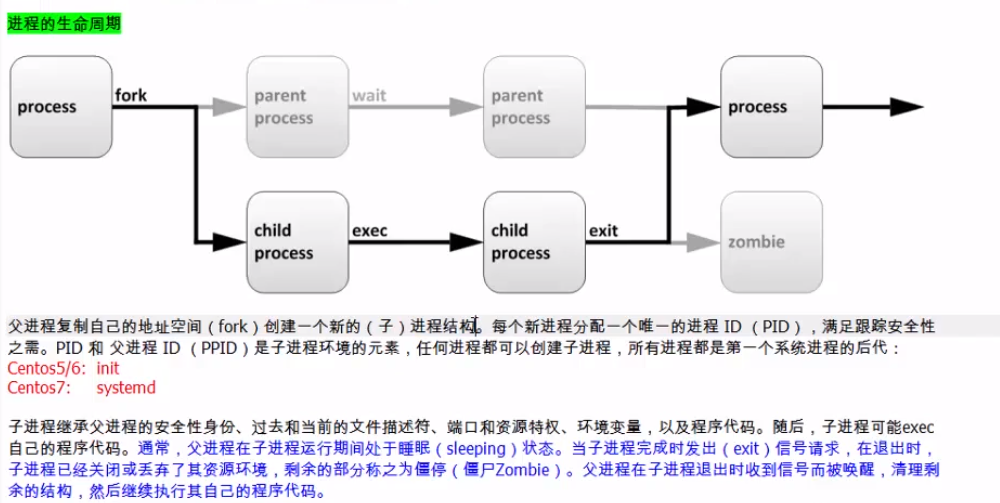 进程的生命周期
process
fork
parent
process
wait
parent
process
process
child
process
exec
child
process
exit
zombie
父进程复制自己的地址空间（fork）创建一个新的（子）进程结构。每个新进程分配一个唯一的进程 ID（PID），满足跟踪安全性
之需。PID 和 父进程 ID（PPID）是子进程环境的元素，任何进程都可以创建子进程，所有进程都是第一个系统进程的后代：
Centos5/6: init
Centos7: systemd
子进程继承父进程的安全性身份、过去和当前的文件描述符、端口和资源特权、环境变量，以及程序代码。随后，子进程可能exec
自己的程序代码。通常，父进程在子进程运行期间处于睡眠（sleeping）状态。当子进程完成时发出（exit）信号请求，在退出时，
子进程已经关闭或丢弃了其资源环境，剩余的部分称之为僵停（僵尸Zombie）。父进程在子进程退出时收到信号而被唤醒，清理剩
余的结构，然后继续执行其自己的程序代码。